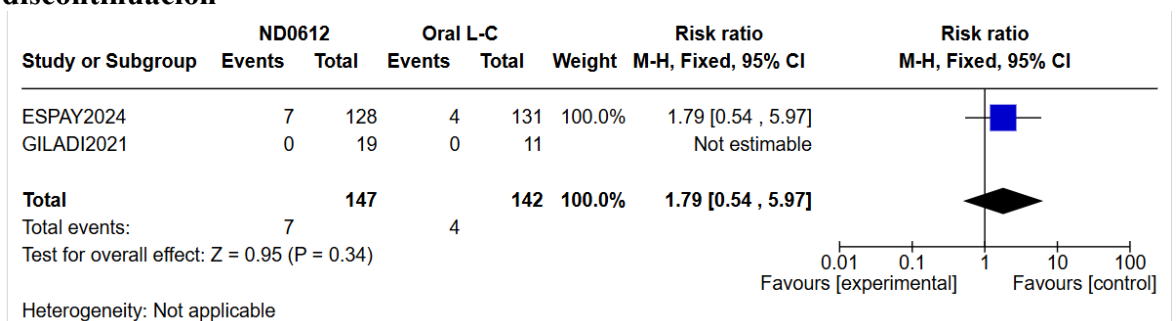 discontinuación
ND0612 Oral L-C Risk ratio Risk ratio
Study or Subgroup Events Total Events Total Weight M-H, Fixed, 95% CI M-H, Fixed, 95% CI
ESPAY2024 7 128 4 131 100.0% 1.79 [0.54 , 5.97]
GILADI2021 0 19 0 11 Not estimable
Total 147 142 100.0% 1.79 [0.54 , 5.97]
Total events: 7 4
Test for overall effect: Z = 0.95 (P = 0.34)
0.01 0.1 1 10 100
Favours [experimental] Favours [control]
Heterogeneity: Not applicable